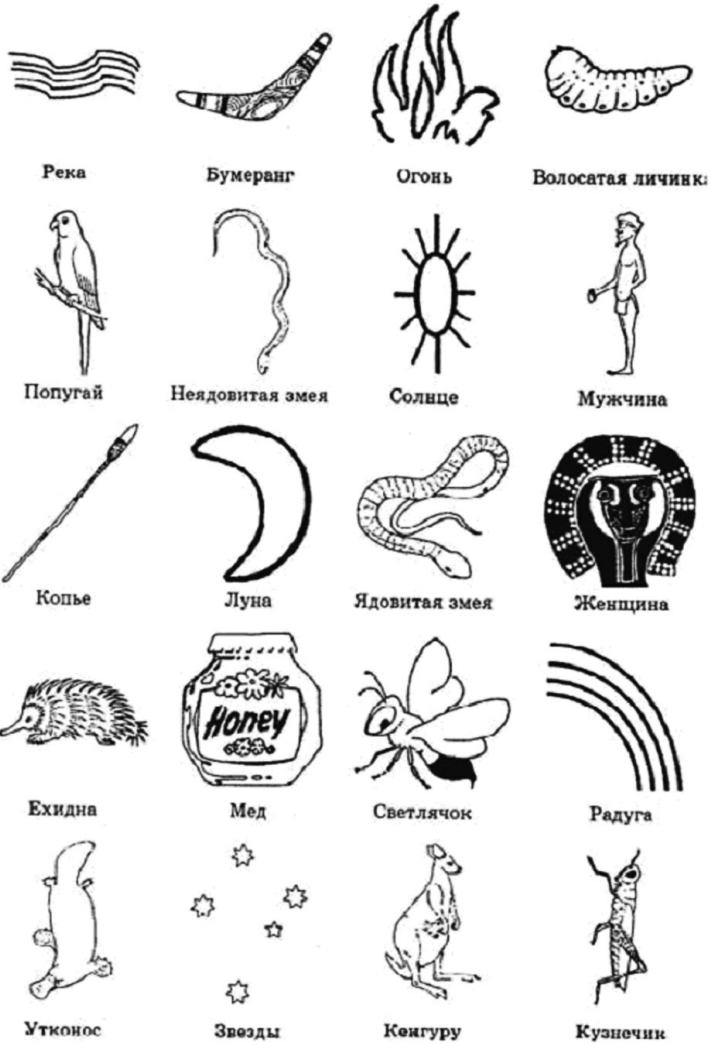 Река Бумеранг Огонь Волосатая личинка
Попугай Неядовитая змея Солнце Мужчина
Копье Луна Ядовитая змея Женщина
Honey
Ехидна Мед Светлячок Радуга
Утконос Звезды Кенгуру Кузнечик